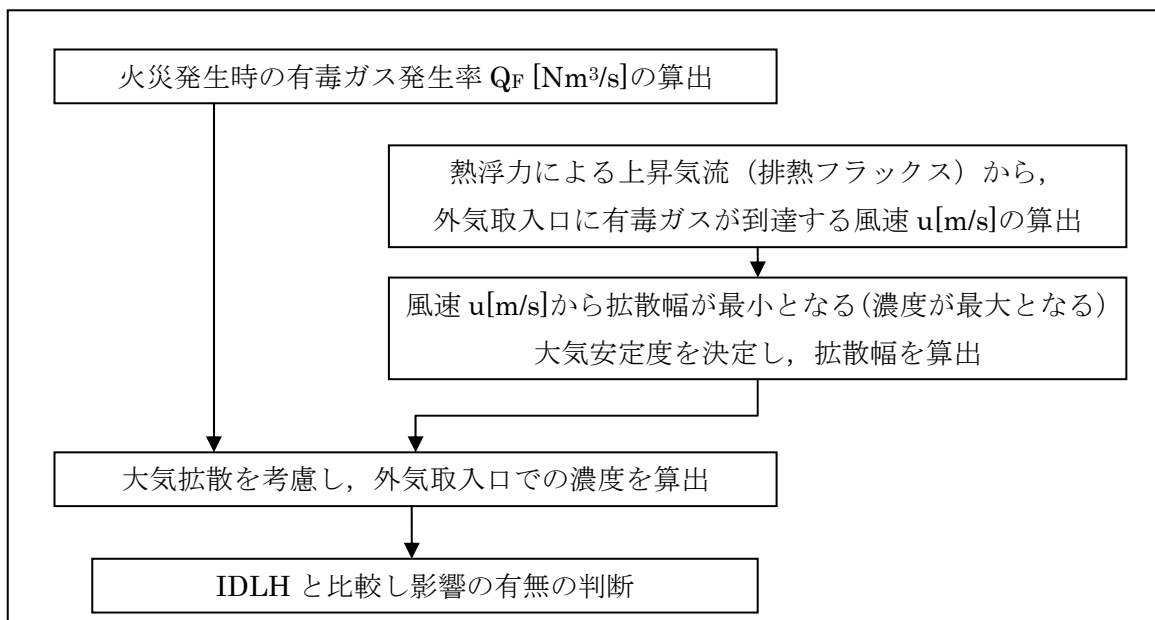 火災発生時の有毒ガス発生率 QF [Nm³/s]の算出
熱浮力による上昇気流（排熱フラックス）から，
外気取入口に有毒ガスが到達する風速 u[m/s]の算出
風速 u[m/s]から拡散幅が最小となる（濃度が最大となる）
大気安定度を決定し，拡散幅を算出
大気拡散を考慮し，外気取入口での濃度を算出
IDLH と比較し影響の有無の判断